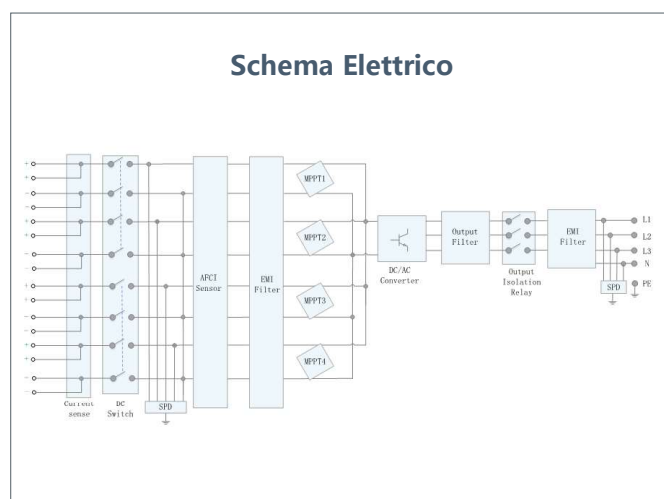 Schema Elettrico
+
+
-
-
+
+
-
-
+
+
-
-
+
+
-
-
Current
sense
DC
Switch
SPD
AFCI
Sensor
EMI
Filter
MPPT1
MPPT2
MPPT3
MPPT4
DC/AC
Converter
Output
Filter
Output
Isolation
Relay
EMI
Filter
SPD
L1
L2
L3
N
PE